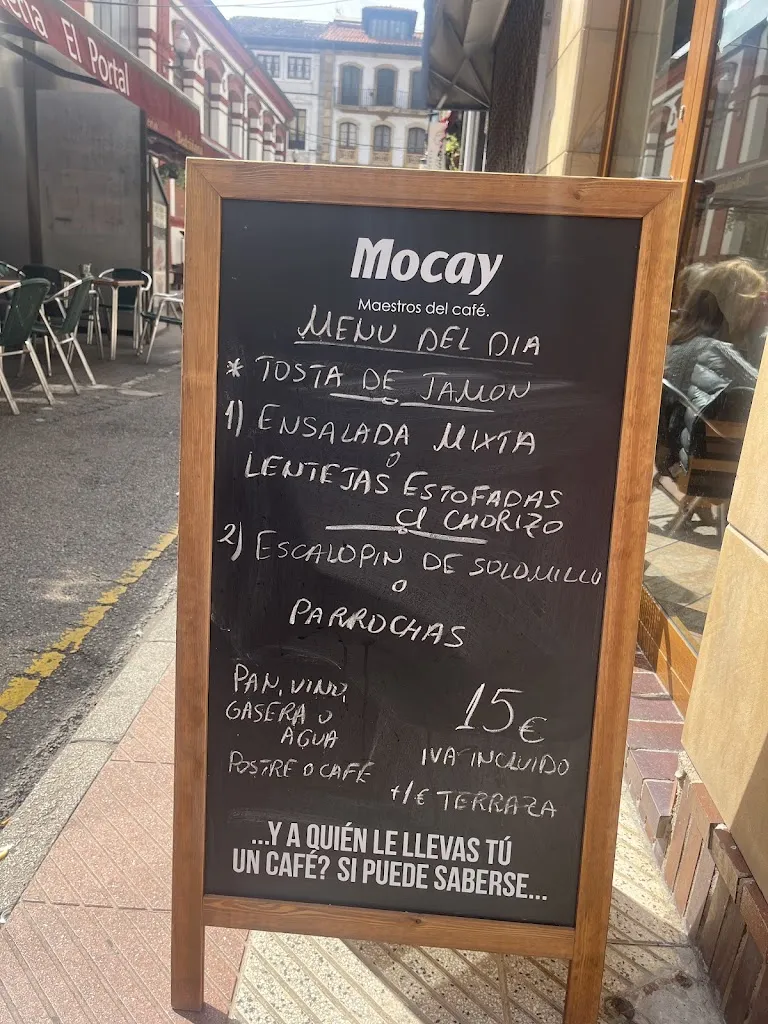 ería El Portal
Mocay
Maestros del café.
MENU DEL DIA
* TOSTA DE JAMON
1) ENSALADA MIXTA
o
LENTEJAS ESTOFADAS
C/ CHORIZO
2) ESCALOPIN DE SOLOMILLO
o
PARROCHAS
PAN, VINO,
GASERA O
AGUA
POSTRE O CAFE
15€
IVA INCLUIDO
+1€ TERRAZA
...Y A QUIÉN LE LLEVAS TÚ
UN CAFÉ? SI PUEDE SABERSE...